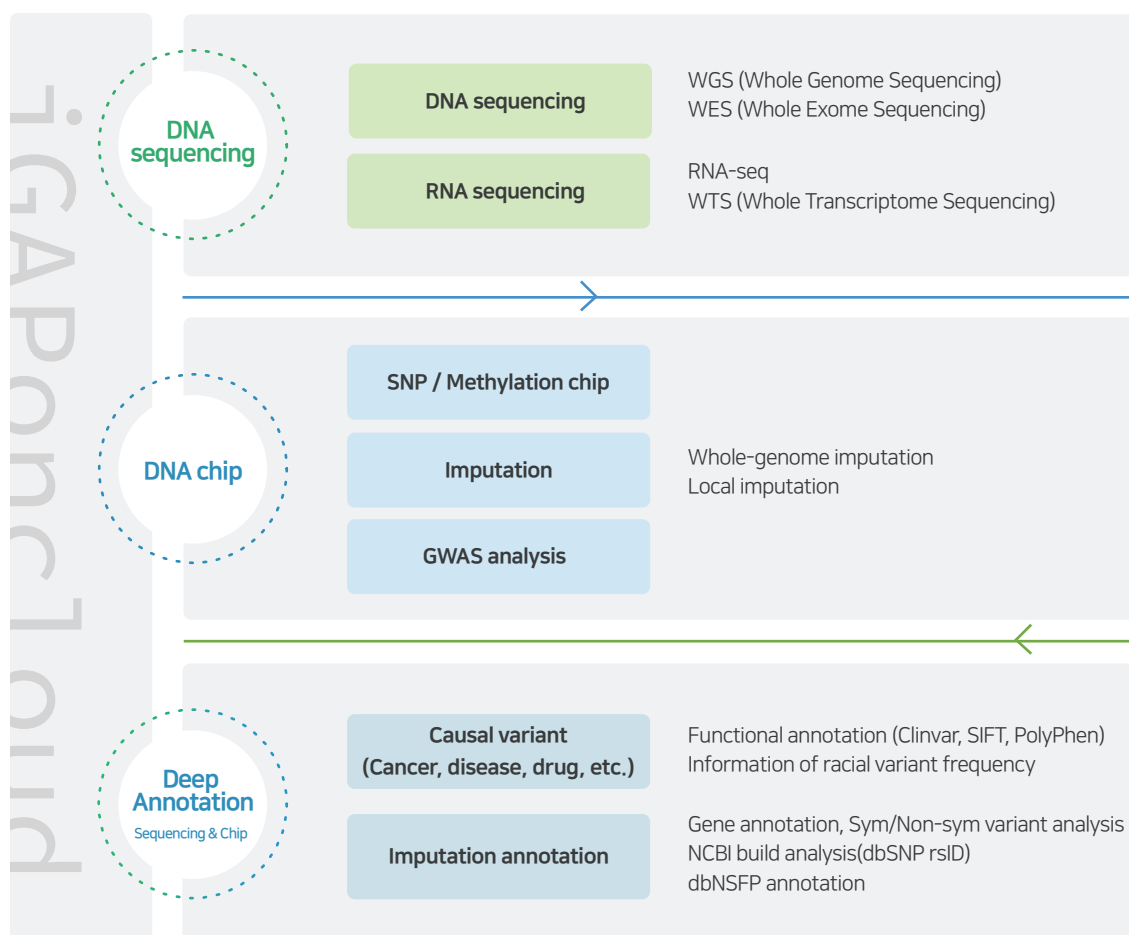 iGAPoncloud
DNA
sequencing
DNA sequencing
WGS (Whole Genome Sequencing)
WES (Whole Exome Sequencing)
RNA sequencing
RNA-seq
WTS (Whole Transcriptome Sequencing)
DNA chip
SNP / Methylation chip
Imputation
Whole-genome imputation
Local imputation
GWAS analysis
Deep
Annotation
Sequencing & Chip
Causal variant
(Cancer, disease, drug, etc.)
Functional annotation (Clinvar, SIFT, PolyPhen)
Information of racial variant frequency
Imputation annotation
Gene annotation, Sym/Non-sym variant analysis
NCBI build analysis(dbSNP rsID)
dbNSFP annotation